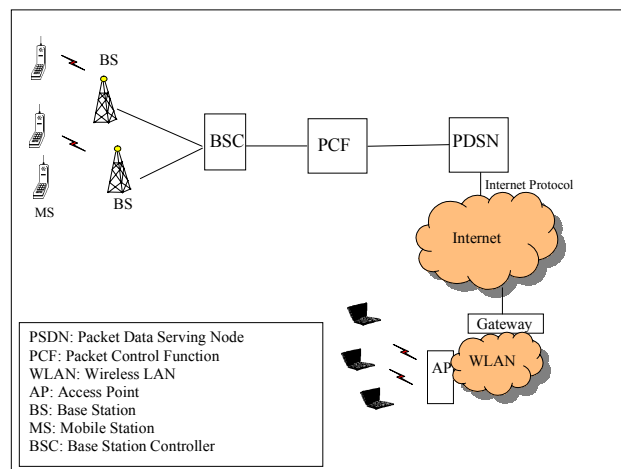 BS
BSC
PCF
PDSN
BS
MS
Internet Protocol
Internet
Gateway
AP
WLAN
PSDN: Packet Data Serving Node
PCF: Packet Control Function
WLAN: Wireless LAN
AP: Access Point
BS: Base Station
MS: Mobile Station
BSC: Base Station Controller